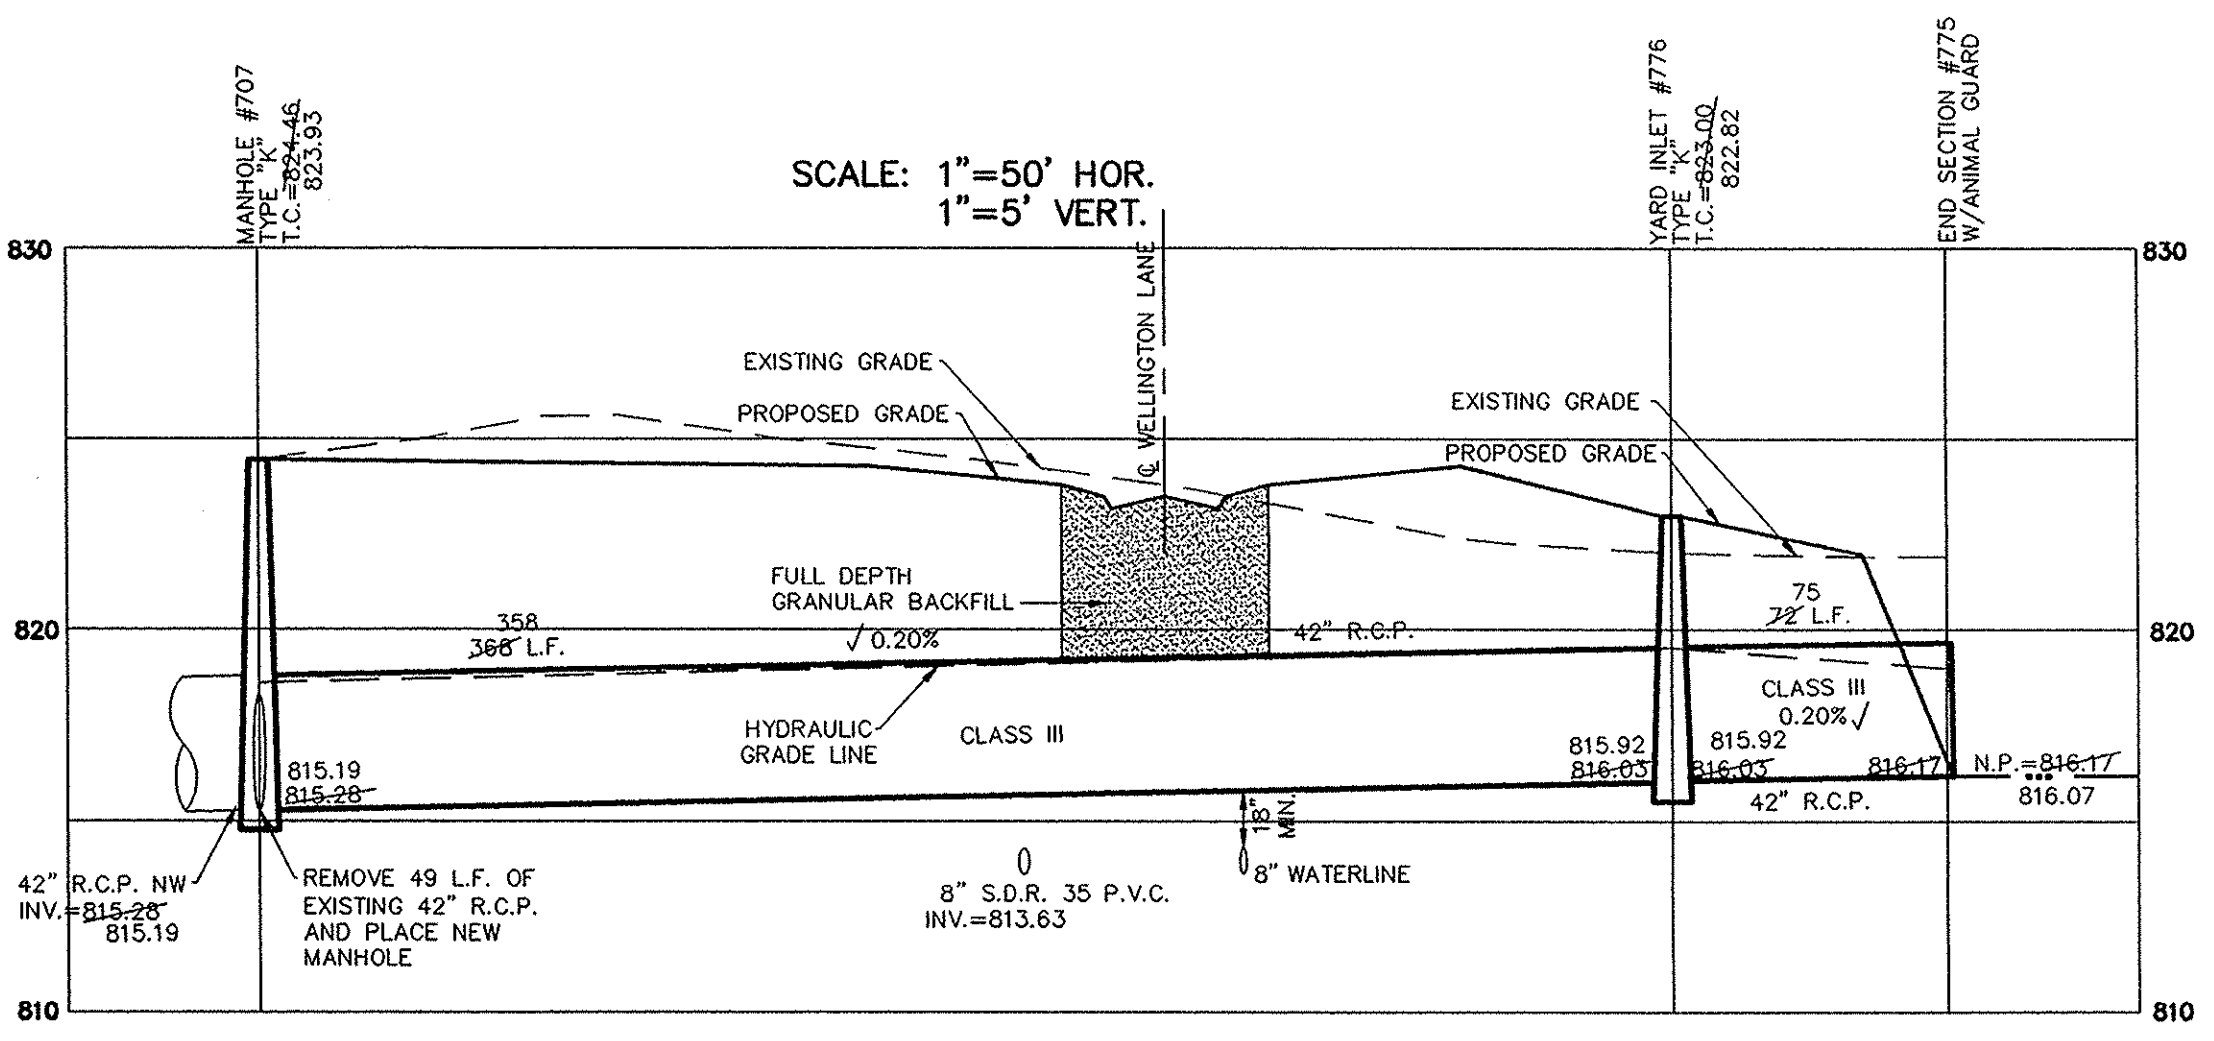 MANHOLE #707
TYPE "K"
T.C.=824.46
823.93
SCALE: 1"=50' HOR.
1"=5' VERT.
YARD INLET #776
TYPE "K"
T.C.=823.00
822.82
END SECTION #775
W/ANIMAL GUARD
830
830
℄ WELLINGTON LANE
EXISTING GRADE
PROPOSED GRADE
EXISTING GRADE
PROPOSED GRADE
FULL DEPTH
GRANULAR BACKFILL
75
72 L.F.
358
368 L.F.
√ 0.20%
42" R.C.P.
820
820
CLASS III
0.20% √
HYDRAULIC
GRADE LINE
CLASS III
815.92
816.03
815.92
816.03
816.17
N.P.=816.17
816.07
815.19
815.28
42" R.C.P.
18"
MIN.
42" R.C.P. NW
INV.=815.28
815.19
REMOVE 49 L.F. OF
EXISTING 42" R.C.P.
AND PLACE NEW
MANHOLE
8" S.D.R. 35 P.V.C.
INV.=813.63
8" WATERLINE
810
810